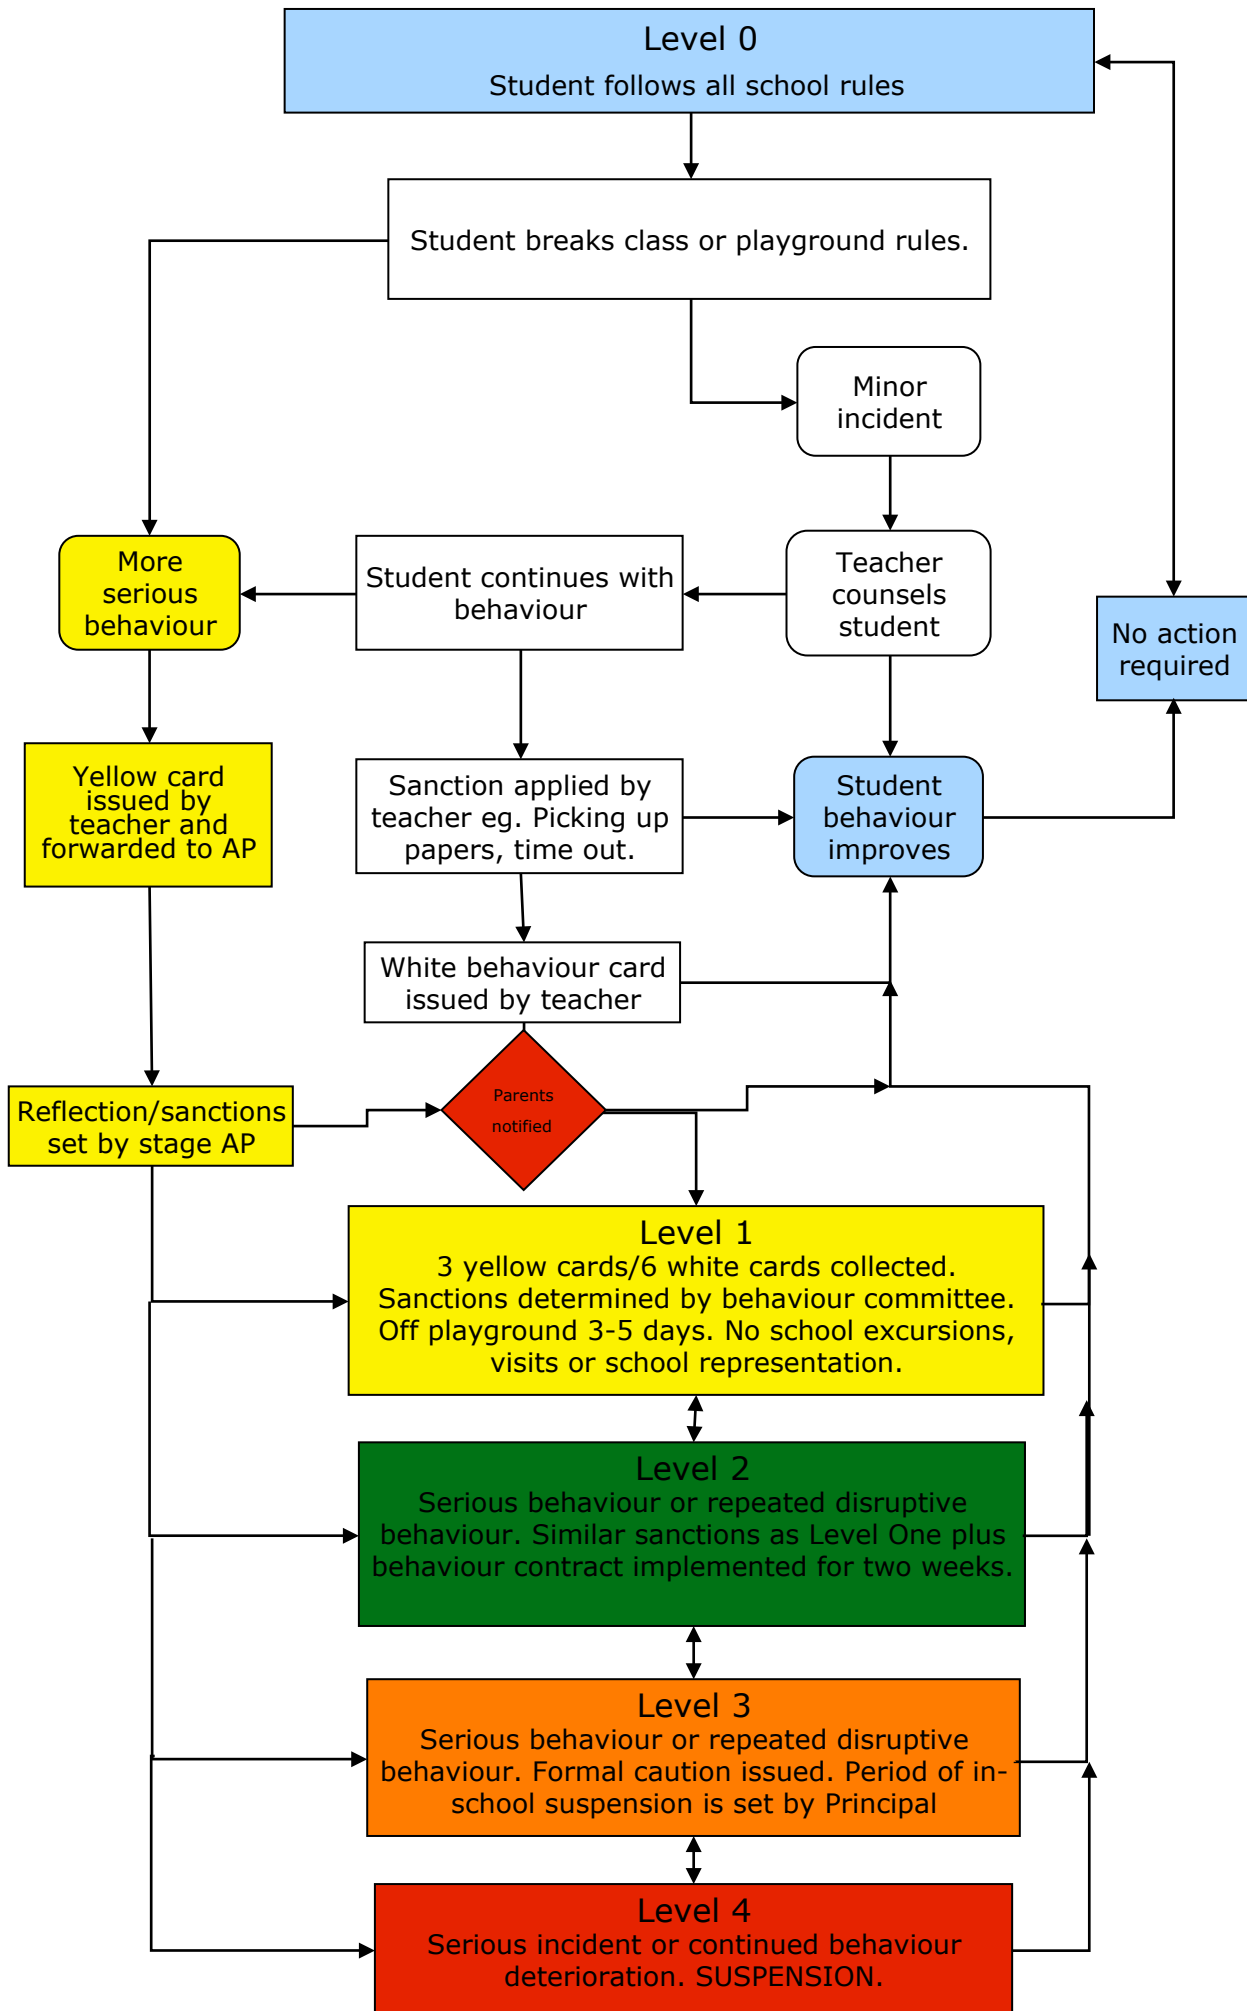 Level 0
Student follows all school rules
Student breaks class or playground rules.
Minor
incident
More
serious
behaviour
Student continues with
behaviour
Teacher
counsels
student
No action
required
Yellow card
issued by
teacher and
forwarded to AP
Sanction applied by
teacher eg. Picking up
papers, time out.
Student
behaviour
improves
White behaviour card
issued by teacher
Reflection/sanctions
set by stage AP
Parents
notified
Level 1
3 yellow cards/6 white cards collected.
Sanctions determined by behaviour committee.
Off playground 3-5 days. No school excursions,
visits or school representation.
Level 2
Serious behaviour or repeated disruptive
behaviour. Similar sanctions as Level One plus
behaviour contract implemented for two weeks.
Level 3
Serious behaviour or repeated disruptive
behaviour. Formal caution issued. Period of in-
school suspension is set by Principal
Level 4
Serious incident or continued behaviour
deterioration. SUSPENSION.